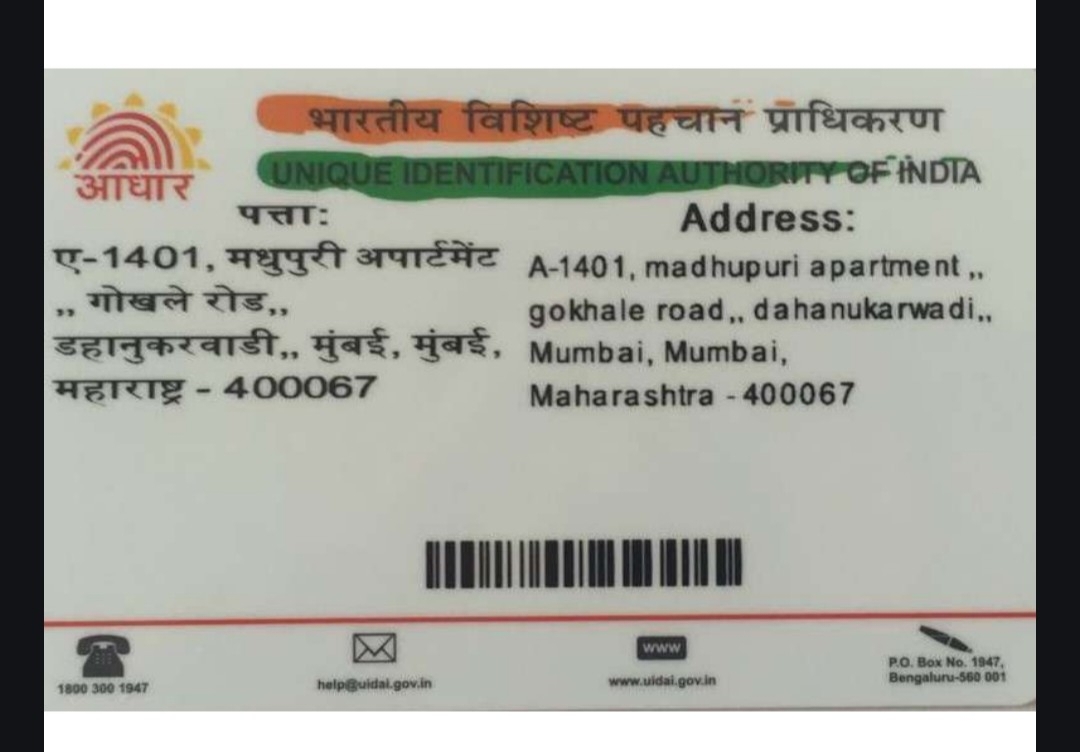 भारतीय विशिष्ट पहचान प्राधिकरण
UNIQUE IDENTIFICATION AUTHORITY OF INDIA
आधार
पत्ता:
ए-1401, मधुपुरी अपार्टमेंट
,, गोखले रोड,,
डहानुकरवाडी,, मुंबई, मुंबई,
महाराष्ट्र - 400067
Address:
A-1401, madhupuri apartment ,,
gokhale road,, dahanukarwadi,,
Mumbai, Mumbai,
Maharashtra - 400067
1800 300 1947
help@uidai.gov.in
www
www.uidai.gov.in
P.O. Box No. 1947,
Bengaluru-560 001